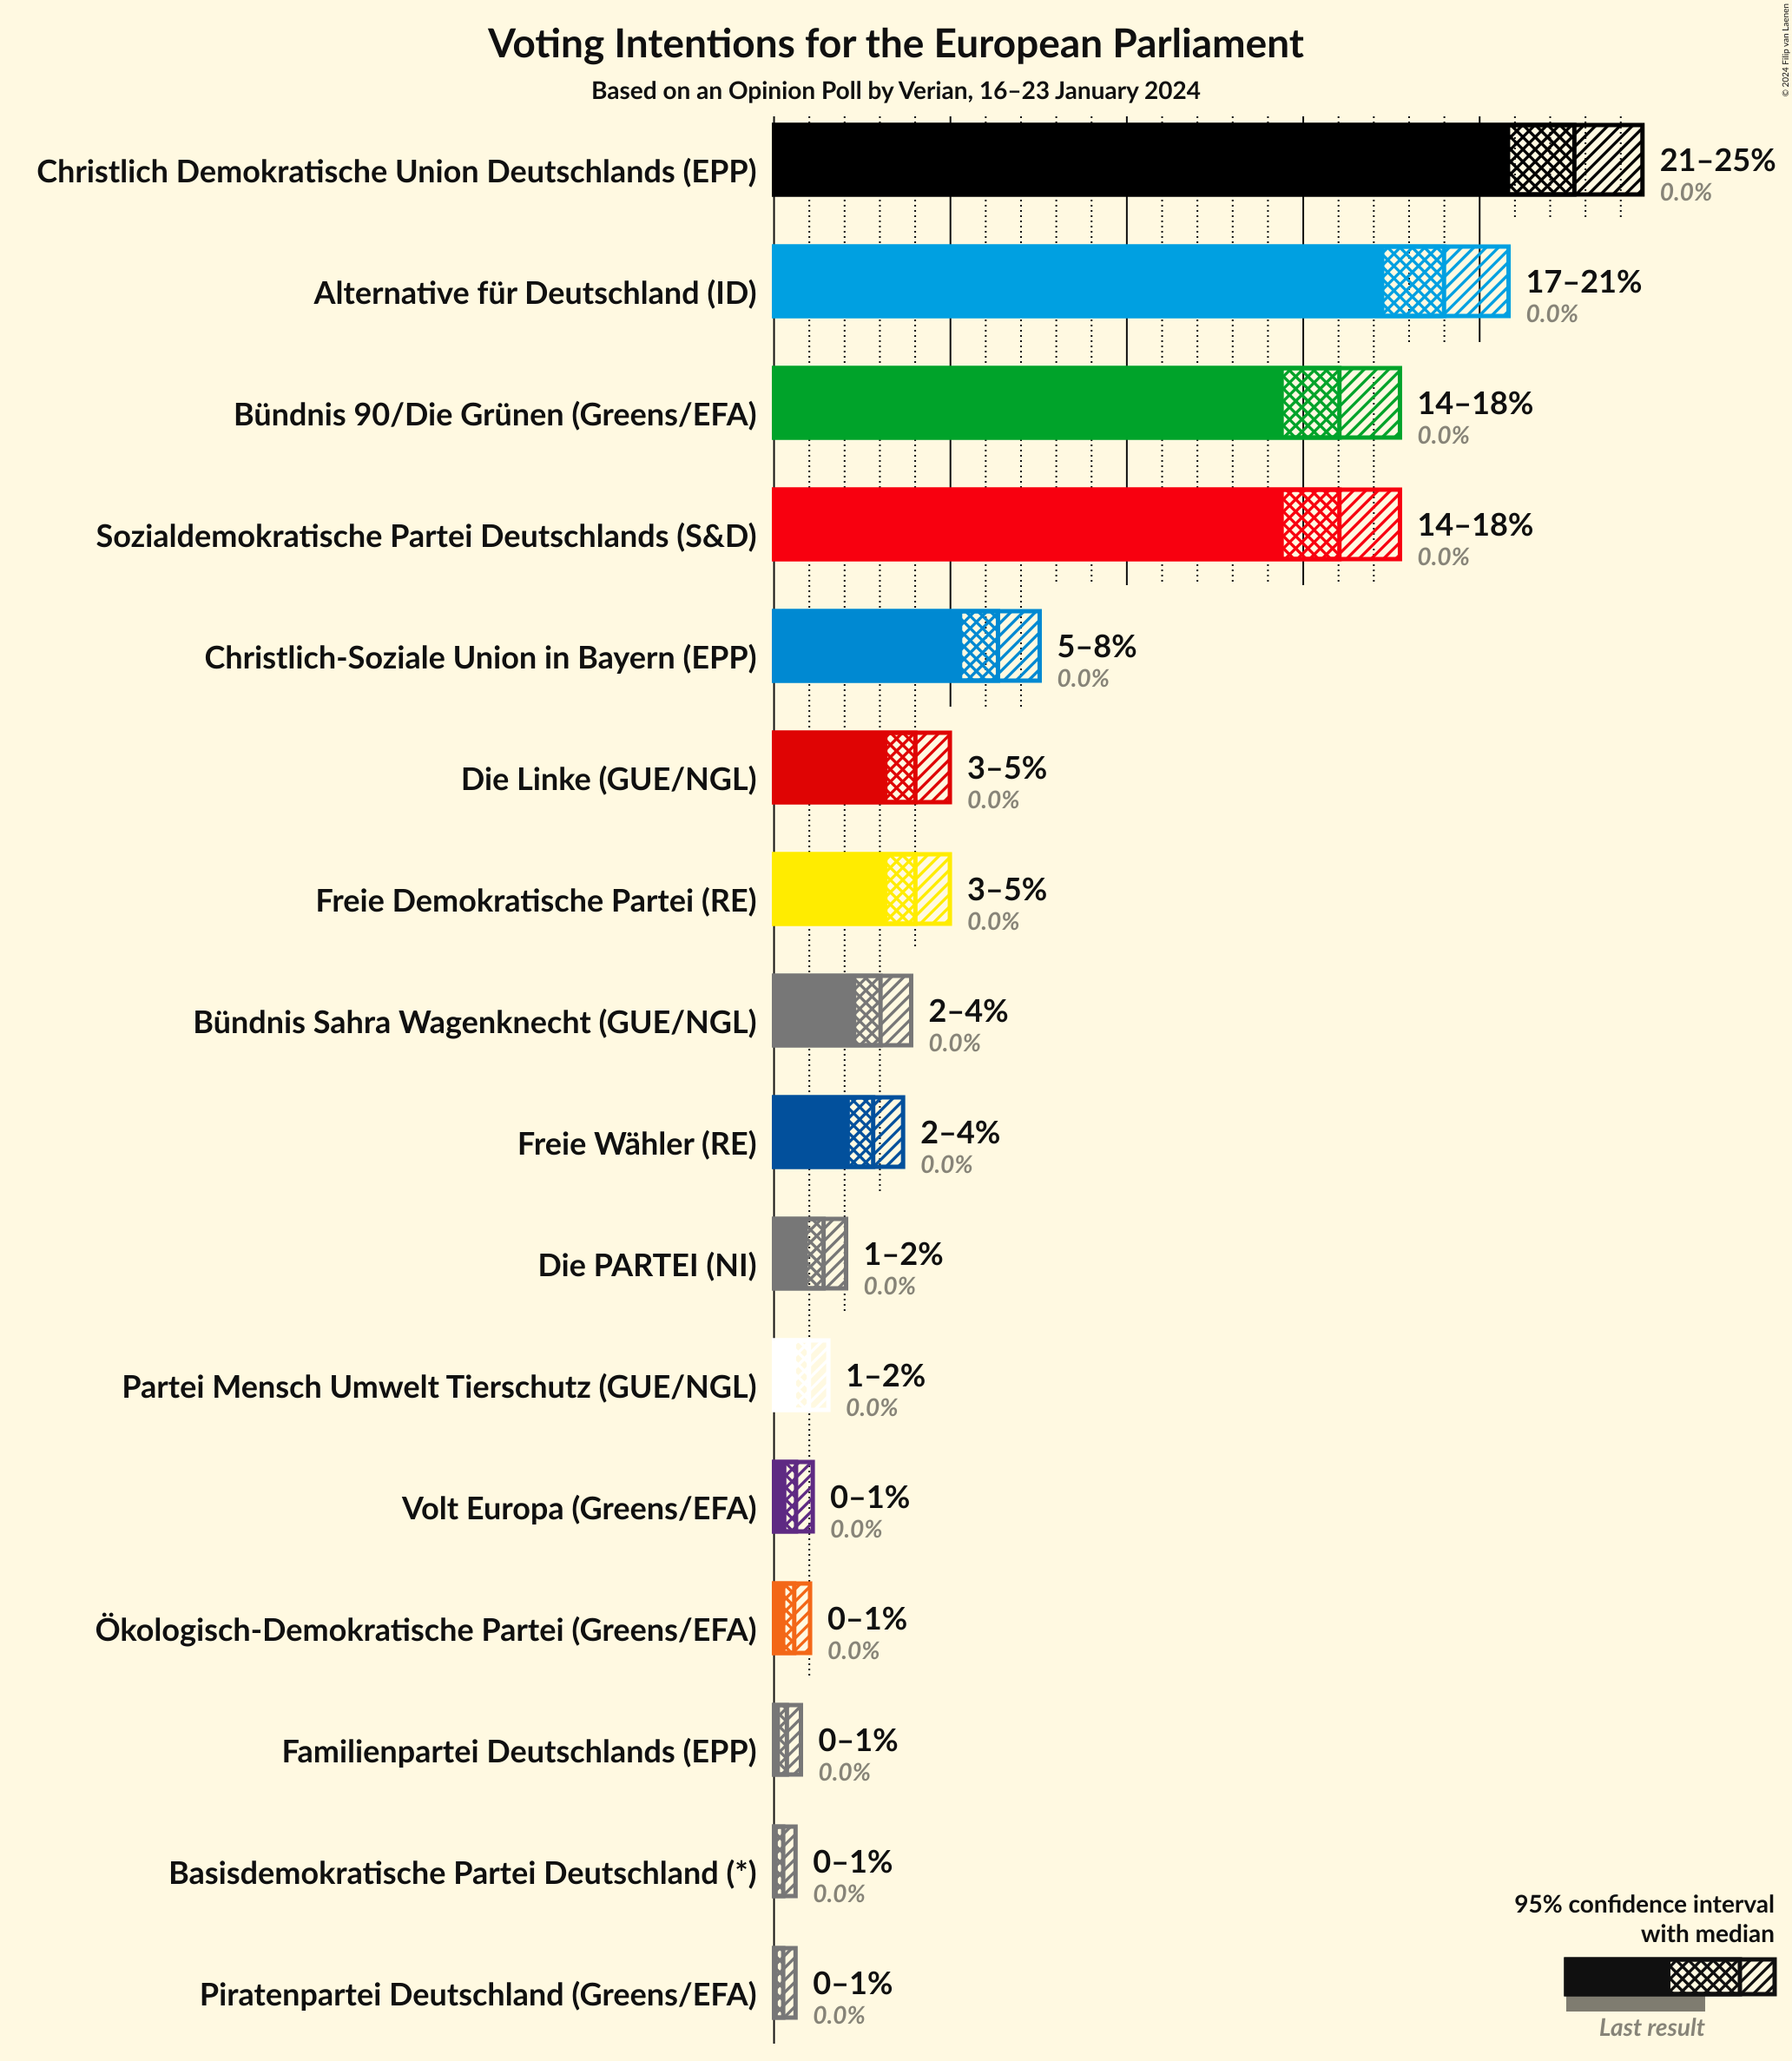 Voting Intentions for the European Parliament
Based on an Opinion Poll by Verian, 16–23 January 2024
© 2024 Filip van Laenen
Christlich Demokratische Union Deutschlands (EPP)
21–25%
0.0%
Alternative für Deutschland (ID)
17–21%
0.0%
Bündnis 90/Die Grünen (Greens/EFA)
14–18%
0.0%
Sozialdemokratische Partei Deutschlands (S&D)
14–18%
0.0%
Christlich-Soziale Union in Bayern (EPP)
5–8%
0.0%
Die Linke (GUE/NGL)
3–5%
0.0%
Freie Demokratische Partei (RE)
3–5%
0.0%
Bündnis Sahra Wagenknecht (GUE/NGL)
2–4%
0.0%
Freie Wähler (RE)
2–4%
0.0%
Die PARTEI (NI)
1–2%
0.0%
Partei Mensch Umwelt Tierschutz (GUE/NGL)
1–2%
0.0%
Volt Europa (Greens/EFA)
0–1%
0.0%
Ökologisch-Demokratische Partei (Greens/EFA)
0–1%
0.0%
Familienpartei Deutschlands (EPP)
0–1%
0.0%
Basisdemokratische Partei Deutschland (*)
0–1%
0.0%
Piratenpartei Deutschland (Greens/EFA)
0–1%
0.0%
95% confidence interval
with median
Last result